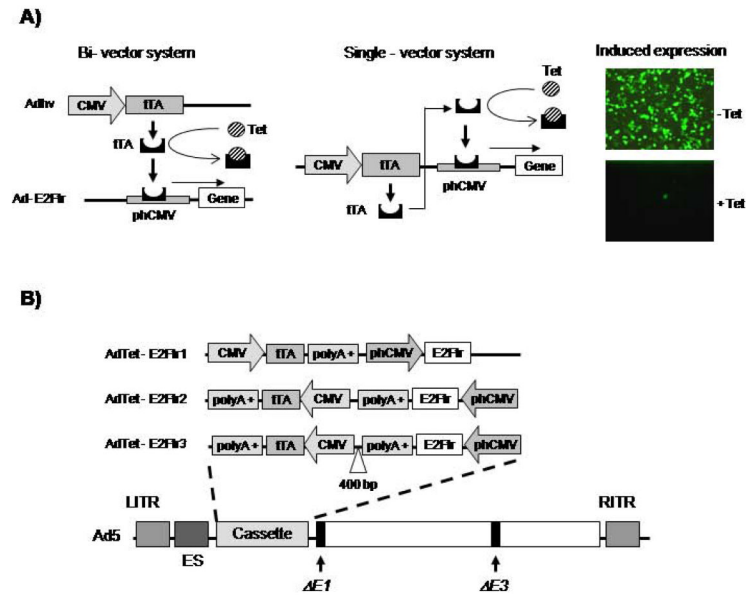 A)
Bi- vector system
Single - vector system
Induced expression
Adhv
CMV
tTA
tTA
Tet
Ad- E2Flr
phCMV
Gene
CMV
tTA
tTA
phCMV
Gene
Tet
- Tet
+ Tet
B)
AdTet- E2Flr1
CMV
tTA
polyA+
phCMV
E2Flr
AdTet- E2Flr2
polyA+
tTA
CMV
polyA+
E2Flr
phCMV
AdTet- E2Flr3
polyA+
tTA
CMV
polyA+
E2Flr
phCMV
400 bp
LITR
RITR
Ad5
Cassette
ES
ΔE1
ΔE3